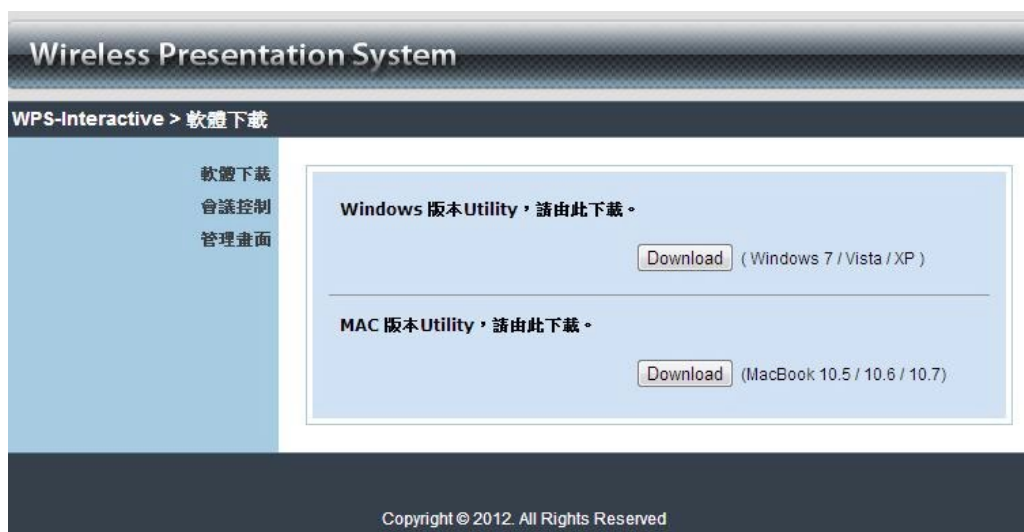 Wireless Presentation System
WPS-Interactive > 軟體下載
軟體下載
會議控制
管理畫面
Windows 版本Utility，請由此下載。
Download ( Windows 7 / Vista / XP )
MAC 版本Utility，請由此下載。
Download (MacBook 10.5 / 10.6 / 10.7)
Copyright © 2012. All Rights Reserved